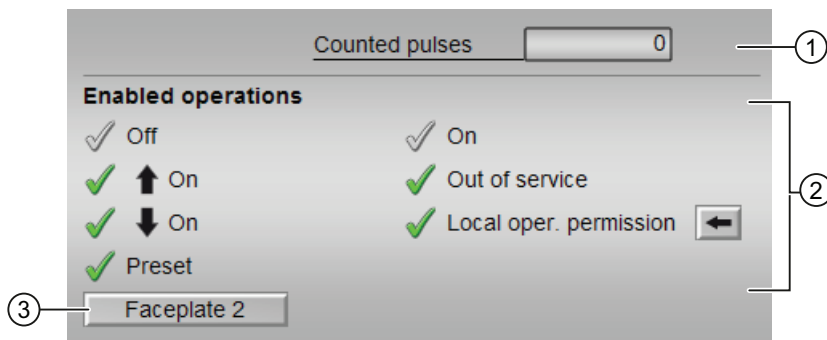 Counted pulses 0 ①
Enabled operations
Off On
On Out of service
On Local oper. permission ②
Preset
③ Faceplate 2